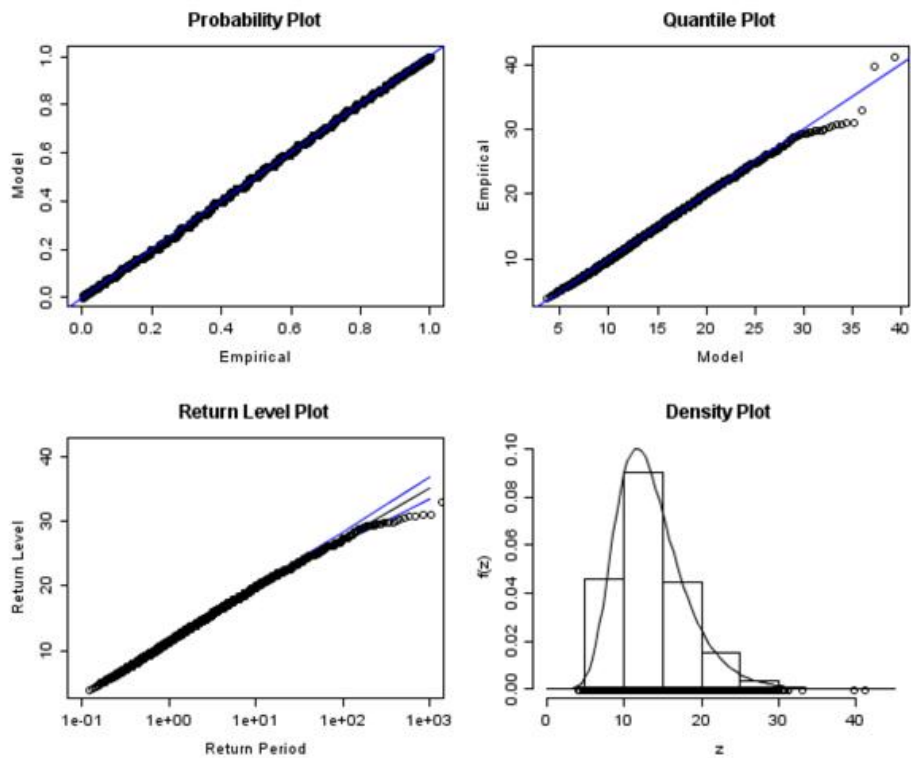 Probability Plot
Model
0.0 0.2 0.4 0.6 0.8 1.0
0.0 0.2 0.4 0.6 0.8 1.0
Empirical
Quantile Plot
Empirical
10 20 30 40
5 10 15 20 25 30 35 40
Model
Return Level Plot
Return Level
10 20 30 40
1e-01 1e+00 1e+01 1e+02 1e+03
Return Period
Density Plot
f(z)
0.00 0.02 0.04 0.06 0.08 0.10
0 10 20 30 40
z